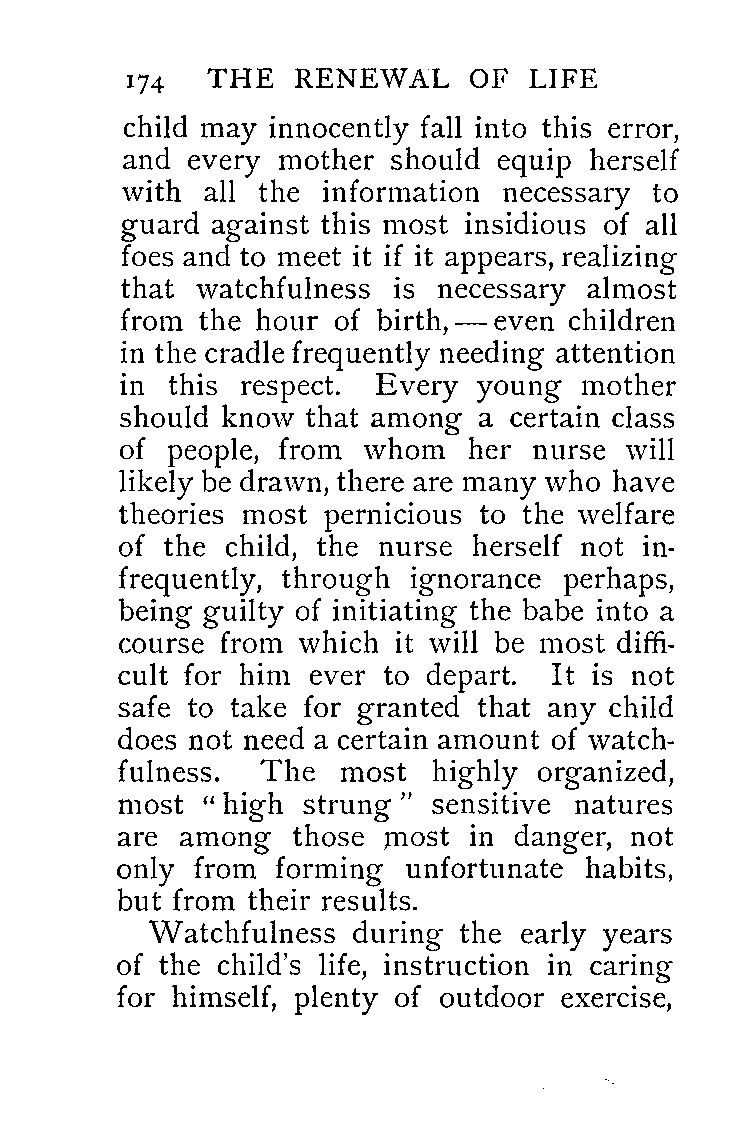 174 THE RENEWAL OF LIFE
child may innocently fall into this error,
and every mother should equip herself
with all the information necessary to
guard against this most insidious of all
foes and to meet it if it appears, realizing
that watchfulness is necessary almost
from the hour of birth, — even children
in the cradle frequently needing attention
in this respect. Every young mother
should know that among a certain class
of people, from whom her nurse will
likely be drawn, there are many who have
theories most pernicious to the welfare
of the child, the nurse herself not in-
frequently, through ignorance perhaps,
being guilty of initiating the babe into a
course from which it will be most diffi-
cult for him ever to depart. It is not
safe to take for granted that any child
does not need a certain amount of watch-
fulness. The most highly organized,
most “high strung” sensitive natures
are among those most in danger, not
only from forming unfortunate habits,
but from their results.
Watchfulness during the early years
of the child's life, instruction in caring
for himself, plenty of outdoor exercise,